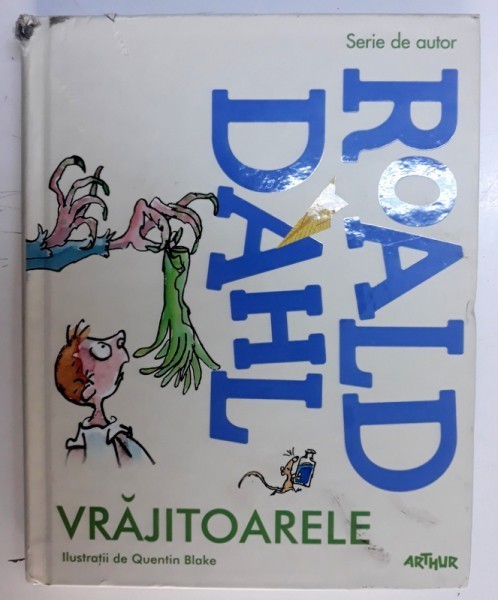 Serie de autor
ROALD
DAHL
VRĂJITOARELE
Ilustrații de Quentin Blake
ARTHUR